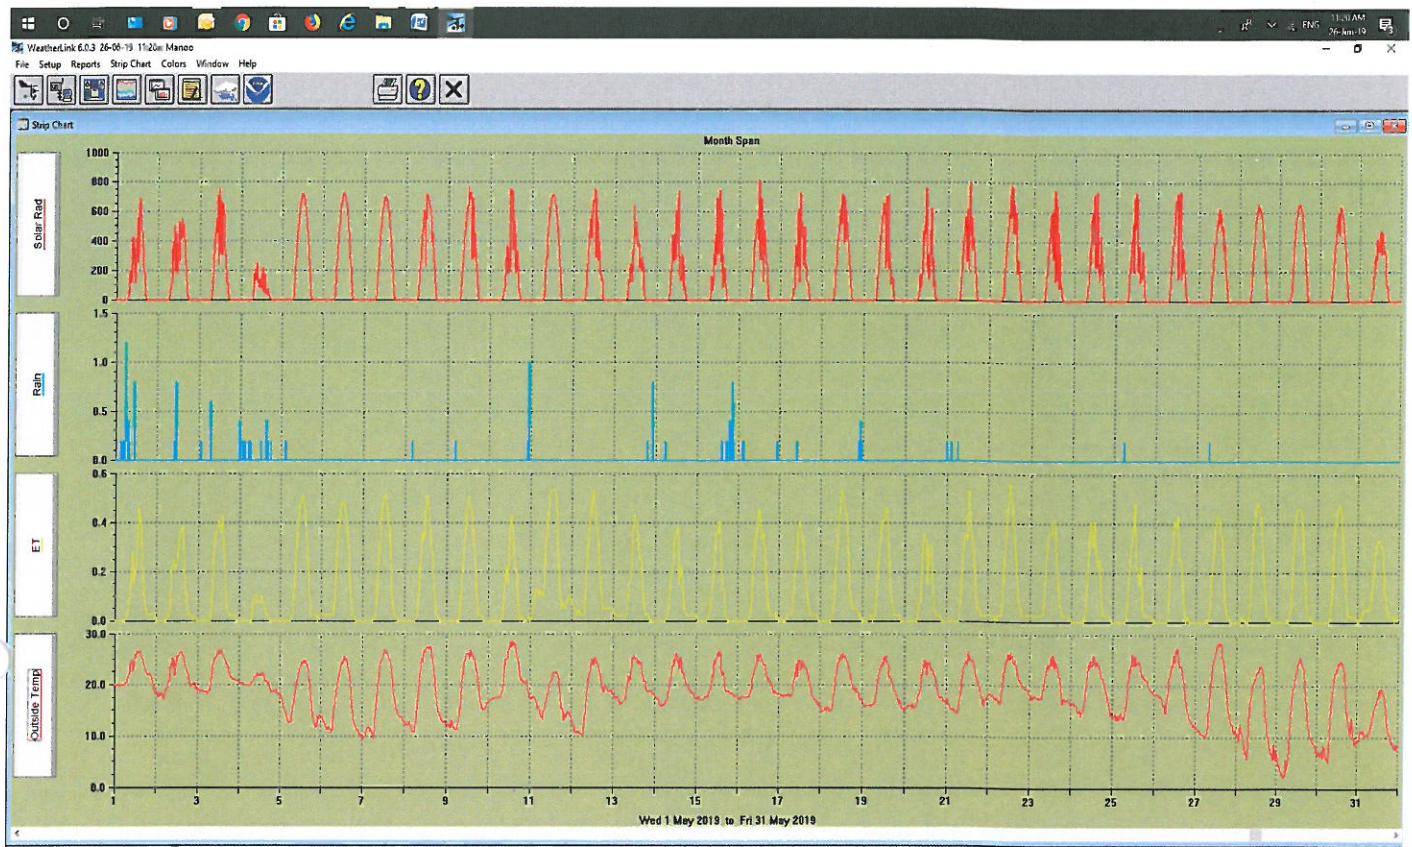 ENG
11:20 AM
26-Jun-19
WeatherLink 6.0.3 26-06-19 11:20a: Manoo
File Setup Reports Strip Chart Colors Window Help
Strip Chart
Month Span
Solar Rad
1000
800
600
400
200
0
Rain
1.5
1.0
0.5
0.0
ET
0.6
0.4
0.2
0.0
Outside Temp
30.0
20.0
10.0
0.0
1 3 5 7 9 11 13 15 17 19 21 23 25 27 29 31
Wed 1 May 2019 to Fri 31 May 2019